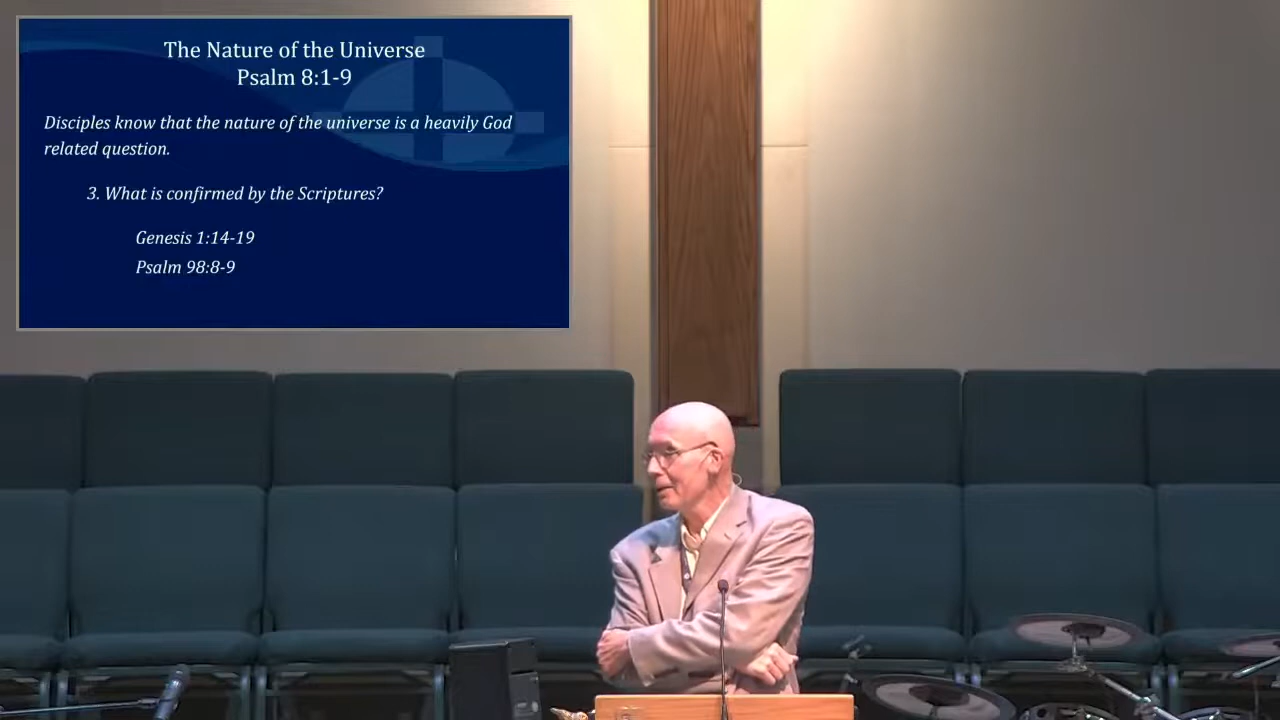 The Nature of the Universe
Psalm 8:1-9
Disciples know that the nature of the universe is a heavily God
related question.
3. What is confirmed by the Scriptures?
Genesis 1:14-19
Psalm 98:8-9